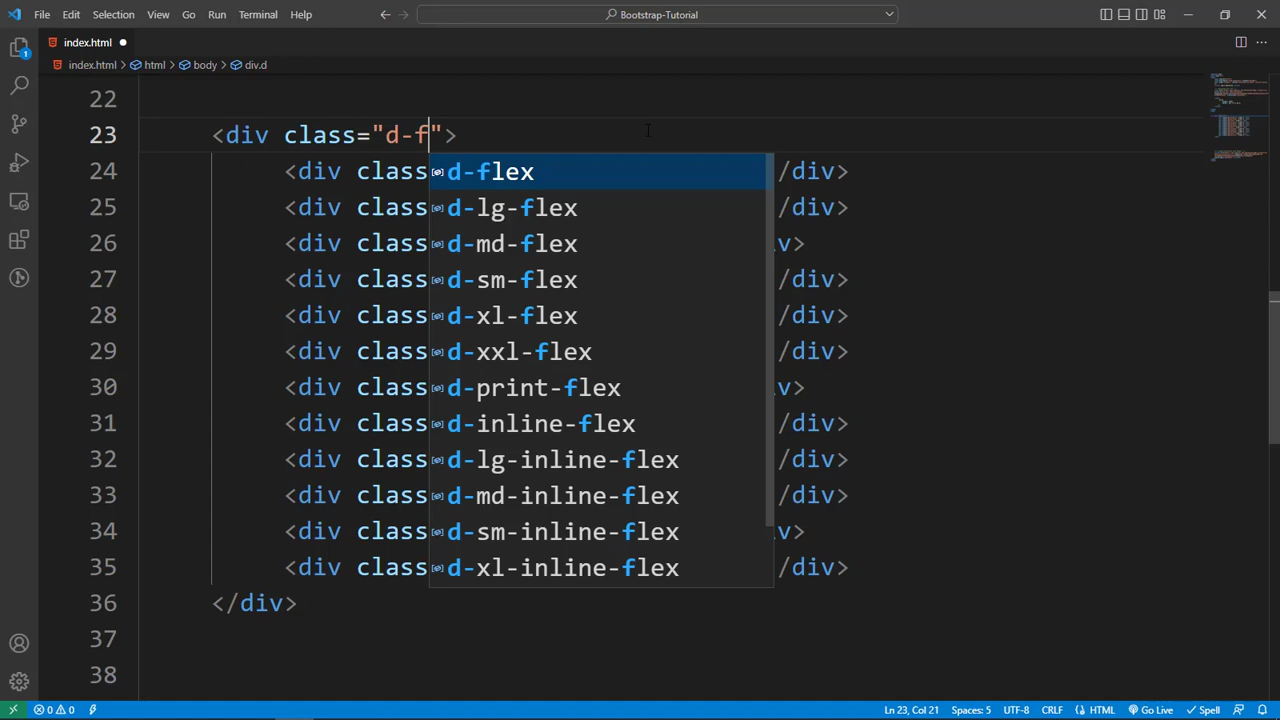 File Edit Selection View Go Run Terminal Help Bootstrap-Tutorial
index.html
index.html > html > body > div.d
1
22
23 <div class="d-f">
24 <div class d-flex /div>
25 <div class d-lg-flex /div>
26 <div class d-md-flex v>
27 <div class d-sm-flex /div>
28 <div class d-xl-flex /div>
29 <div class d-xxl-flex /div>
30 <div class d-print-flex v>
31 <div class d-inline-flex /div>
32 <div class d-lg-inline-flex /div>
33 <div class d-md-inline-flex /div>
34 <div class d-sm-inline-flex v>
35 <div class d-xl-inline-flex /div>
36 </div>
37
38
0 0 Ln 23, Col 21 Spaces: 5 UTF-8 CRLF HTML Go Live Spell